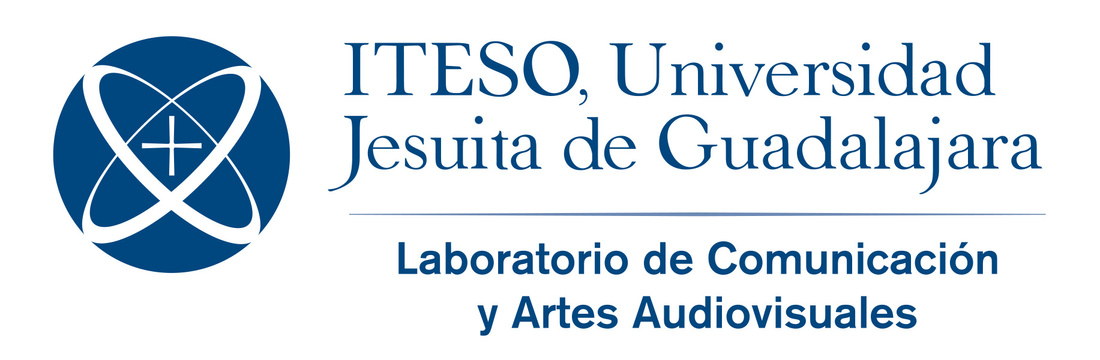 ITESO, Universidad
Jesuita de Guadalajara
Laboratorio de Comunicación
y Artes Audiovisuales